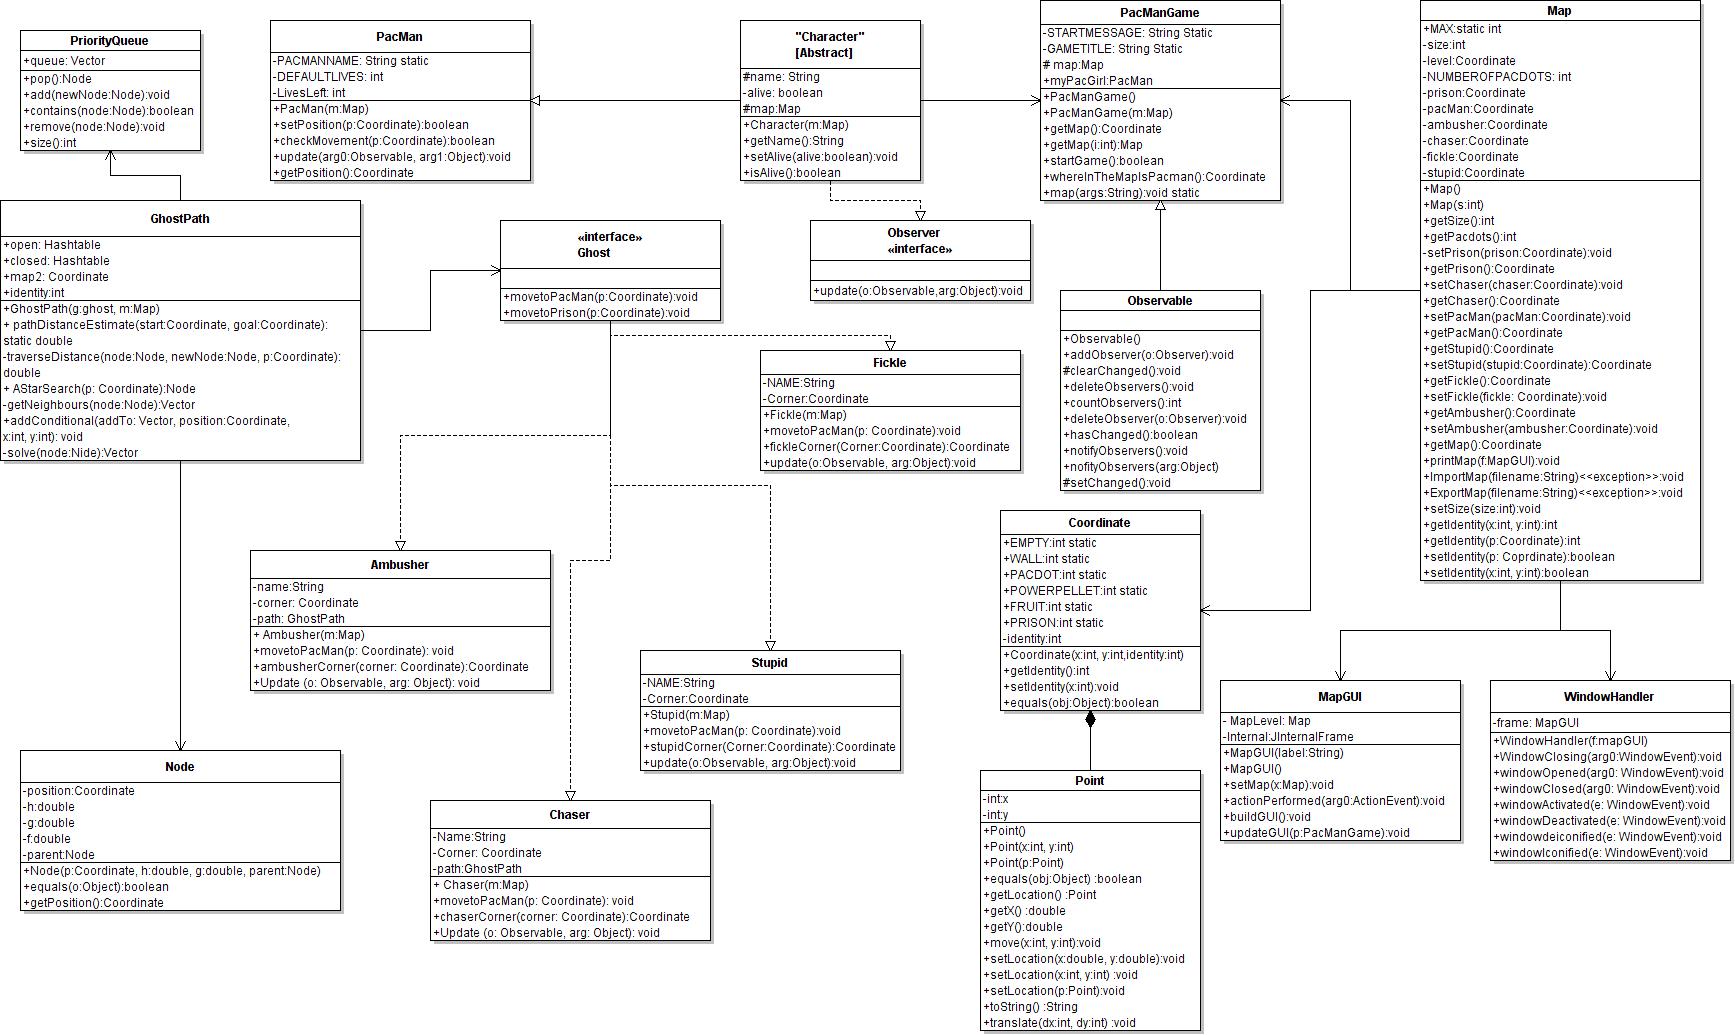 PriorityQueue
+queue: Vector
+pop():Node
+add(newNode:Node):void
+contains(node:Node):boolean
+remove(node:Node):void
+size():int
PacMan
-PACMANNAME: String static
-DEFAULTLIVES: int
-LivesLeft: int
+PacMan(m:Map)
+setPosition(p:Coordinate):boolean
+checkMovement(p:Coordinate):boolean
+update(arg0:Observable, arg1:Object):void
+getPosition():Coordinate
"Character"
[Abstract]
#name: String
-alive: boolean
#map:Map
+Character(m:Map)
+getName():String
+setAlive(alive:boolean):void
+isAlive():boolean
PacManGame
-STARTMESSAGE: String Static
-GAMETITLE: String Static
# map:Map
+myPacGirl:PacMan
+PacManGame()
+PacManGame(m:Map)
+getMap():Coordinate
+getMap(i:int):Map
+startGame():boolean
+whereInTheMapIsPacman():Coordinate
+map(args:String):void static
Map
+MAX:static int
-size:int
-level:Coordinate
-NUMBEROFPACDOTS: int
-prison:Coordinate
-pacMan:Coordinate
-ambusher:Coordinate
-chaser:Coordinate
-fickle:Coordinate
-stupid:Coordinate
+Map()
+Map(s:int)
+getSize():int
+getPacdots():int
-setPrison(prison:Coordinate):void
+getPrison():Coordinate
+setChaser(chaser:Coordinate):void
+getChaser():Coordinate
+setPacMan(pacMan:Coordinate):void
+getPacMan():Coordinate
+getStupid():Coordinate
+setStupid(stupid:Coordinate):Coordinate
+getFickle():Coordinate
+setFickle(fickle: Coordinate):void
+getAmbusher():Coordinate
+setAmbusher(ambusher:Coordinate):void
+getMap():Coordinate
+printMap(f:MapGUI):void
+ImportMap(filename:String)<<exception>>:void
+ExportMap(filename:String)<<exception>>:void
+setSize(size:int):void
+getIdentity(x:int, y:int):int
+getIdentity(p:Coordinate):int
+setIdentity(p: Coprdinate):boolean
+setIdentity(x:int, y:int):boolean
GhostPath
+open: Hashtable
+closed: Hashtable
+map2: Coordinate
+identity:int
+GhostPath(g:ghost, m:Map)
+ pathDistanceEstimate(start:Coordinate, goal:Coordinate):
static double
-traverseDistance(node:Node, newNode:Node, p:Coordinate):
double
+ AStarSearch(p: Coordinate):Node
-getNeighbours(node:Node):Vector
+addConditional(addTo: Vector, position:Coordinate,
x:int, y:int): void
-solve(node:Nide):Vector
«interface»
Ghost
+movetoPacMan(p:Coordinate):void
+movetoPrison(p:Coordinate):void
Observer
«interface»
+update(o:Observable,arg:Object):void
Observable
+Observable()
+addObserver(o:Observer):void
#clearChanged():void
+deleteObservers():void
+countObservers():int
+deleteObserver(o:Observer):void
+hasChanged():boolean
+notifyObservers():void
+nofityObservers(arg:Object)
#setChanged():void
Fickle
-NAME:String
-Corner:Coordinate
+Fickle(m:Map)
+movetoPacMan(p: Coordinate):void
+fickleCorner(Corner:Coordinate):Coordinate
+update(o:Observable, arg:Object):void
Ambusher
-name:String
-corner: Coordinate
-path: GhostPath
+ Ambusher(m:Map)
+movetoPacMan(p: Coordinate): void
+ambusherCorner(corner: Coordinate):Coordinate
+Update (o: Observable, arg: Object): void
Stupid
-NAME:String
-Corner:Coordinate
+Stupid(m:Map)
+movetoPacMan(p: Coordinate):void
+stupidCorner(Corner:Coordinate):Coordinate
+update(o:Observable, arg:Object):void
Coordinate
+EMPTY:int static
+WALL:int static
+PACDOT:int static
+POWERPELLET:int static
+FRUIT:int static
+PRISON:int static
-identity:int
+Coordinate(x:int, y:int,identity:int)
+getIdentity():int
+setIdentity(x:int):void
+equals(obj:Object):boolean
MapGUI
- MapLevel: Map
-Internal:JInternalFrame
+MapGUI(label:String)
+MapGUI()
+setMap(x:Map):void
+actionPerformed(arg0:ActionEvent):void
+buildGUI():void
+updateGUI(p:PacManGame):void
WindowHandler
-frame: MapGUI
+WindowHandler(f:mapGUI)
+WindowClosing(arg0:WindowEvent):void
+windowOpened(arg0: WindowEvent):void
+windowClosed(arg0: WindowEvent):void
+windowActivated(e: WindowEvent):void
+windowDeactivated(e: WindowEvent):void
+windowdeiconified(e: WindowEvent):void
+windowIconified(e: WindowEvent):void
Node
-position:Coordinate
-h:double
-g:double
-f:double
-parent:Node
+Node(p:Coordinate, h:double, g:double, parent:Node)
+equals(o:Object):boolean
+getPosition():Coordinate
Chaser
-Name:String
-Corner: Coordinate
-path:GhostPath
+ Chaser(m:Map)
+movetoPacMan(p: Coordinate): void
+chaserCorner(corner: Coordinate):Coordinate
+Update (o: Observable, arg: Object): void
Point
-int:x
-int:y
+Point()
+Point(x:int, y:int)
+Point(p:Point)
+equals(obj:Object) :boolean
+getLocation() :Point
+getX() :double
+getY():double
+move(x:int, y:int):void
+setLocation(x:double, y:double):void
+setLocation(x:int, y:int) :void
+setLocation(p:Point):void
+toString() :String
+translate(dx:int, dy:int) :void